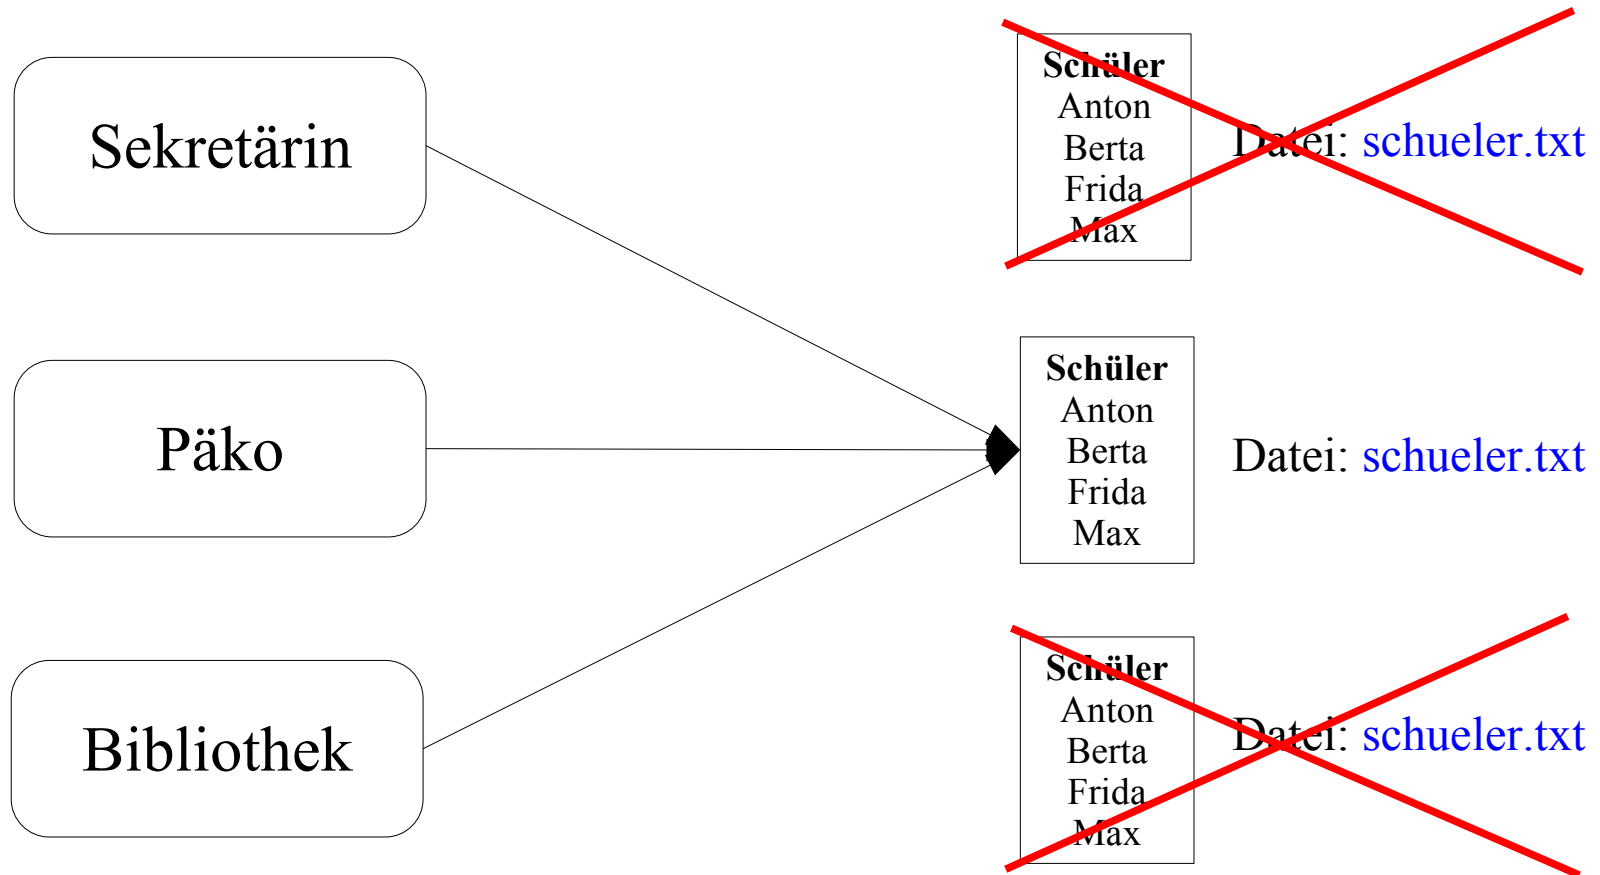 Sekretärin
Schüler
Anton
Berta
Frida
Max
Datei: schueler.txt
Päko
Schüler
Anton
Berta
Frida
Max
Datei: schueler.txt
Bibliothek
Schüler
Anton
Berta
Frida
Max
Datei: schueler.txt